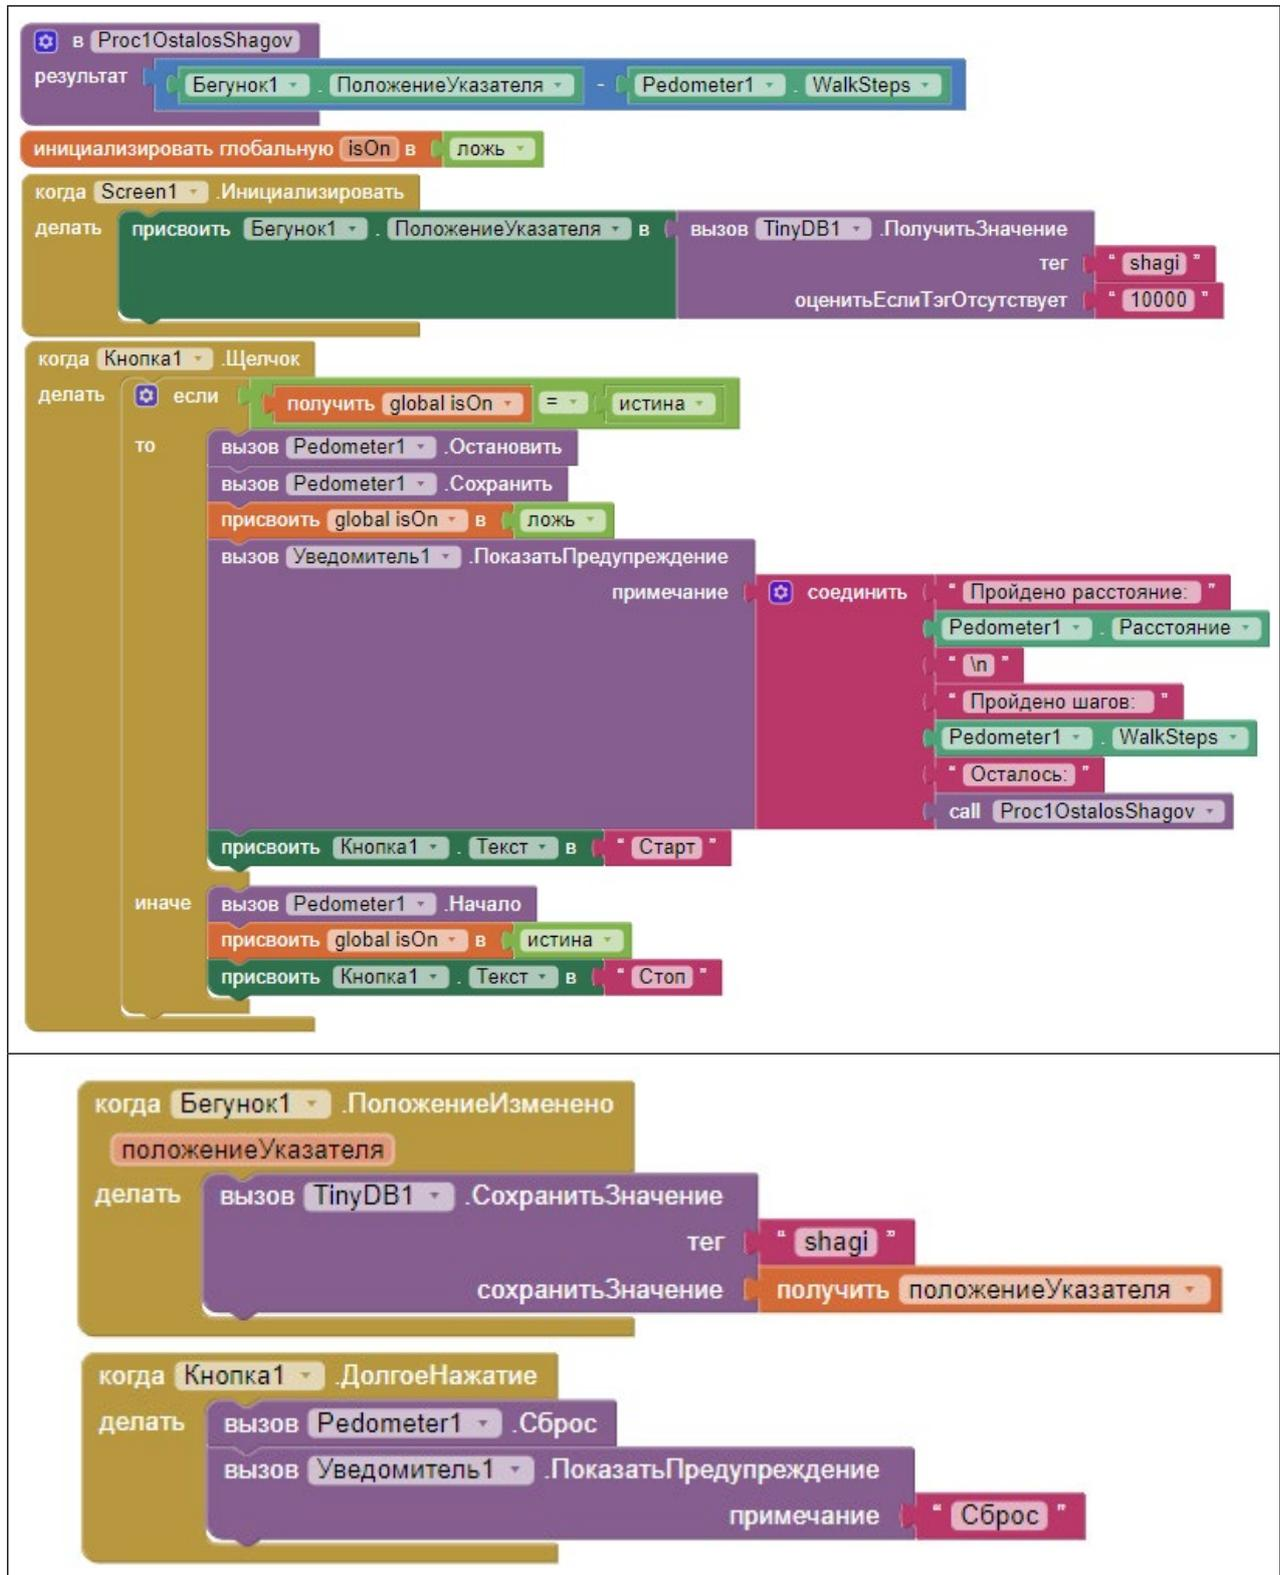 в Proc1OstalosShagov
результат Бегунок1 . ПоложениеУказателя - Pedometer1 . WalkSteps
инициализировать глобальную isOn в ложь
когда Screen1 .Инициализировать
делать присвоить Бегунок1 . ПоложениеУказателя в вызов TinyDB1 .ПолучитьЗначение
тег " shagi "
оценитьЕслиТэгОтсутствует " 10000 "
когда Кнопка1 .Щелчок
делать если получить global isOn = истина
то вызов Pedometer1 .Остановить
вызов Pedometer1 .Сохранить
присвоить global isOn в ложь
вызов Уведомитель1 .ПоказатьПредупреждение
примечание соединить " Пройдено расстояние: "
Pedometer1 . Расстояние
" \n "
" Пройдено шагов: "
Pedometer1 . WalkSteps
" Осталось: "
call Proc1OstalosShagov
присвоить Кнопка1 . Текст в " Старт "
иначе вызов Pedometer1 .Начало
присвоить global isOn в истина
присвоить Кнопка1 . Текст в " Стоп "
когда Бегунок1 .ПоложениеИзменено
положениеУказателя
делать вызов TinyDB1 .СохранитьЗначение
тег " shagi "
сохранитьЗначение получить положениеУказателя
когда Кнопка1 .ДолгоеНажатие
делать вызов Pedometer1 .Сброс
вызов Уведомитель1 .ПоказатьПредупреждение
примечание " Сброс "